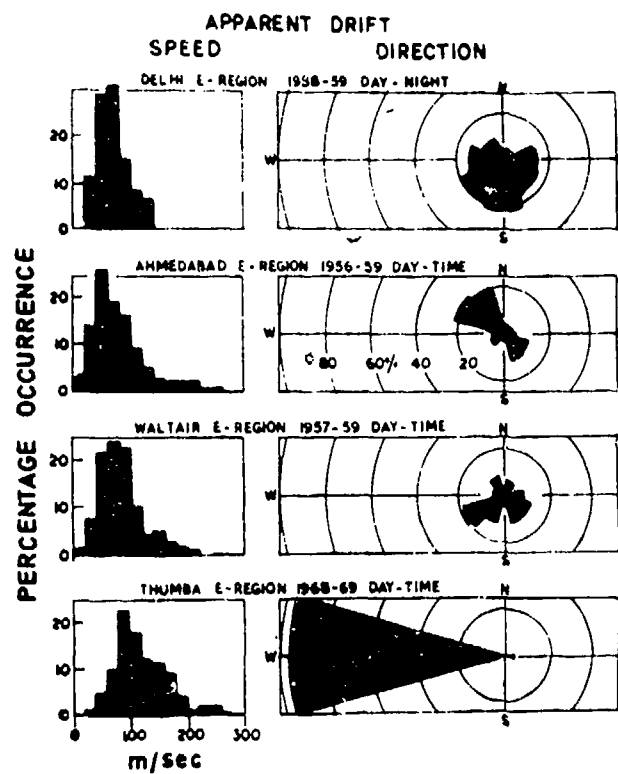 APPARENT DRIFT
SPEED DIRECTION
DELHI E-REGION 1958-59 DAY-NIGHT
20
10
0
N
W
S
AHMEDABAD E-REGION 1956-59 DAY-TIME
20
10
0
N
W
80 60% 40 20
S
WALTAIR E-REGION 1957-59 DAY-TIME
20
10
0
N
W
S
THUMBA E-REGION 1968-69 DAY-TIME
20
10
0
N
W
S
0 100 200 300
m/sec
PERCENTAGE OCCURRENCE